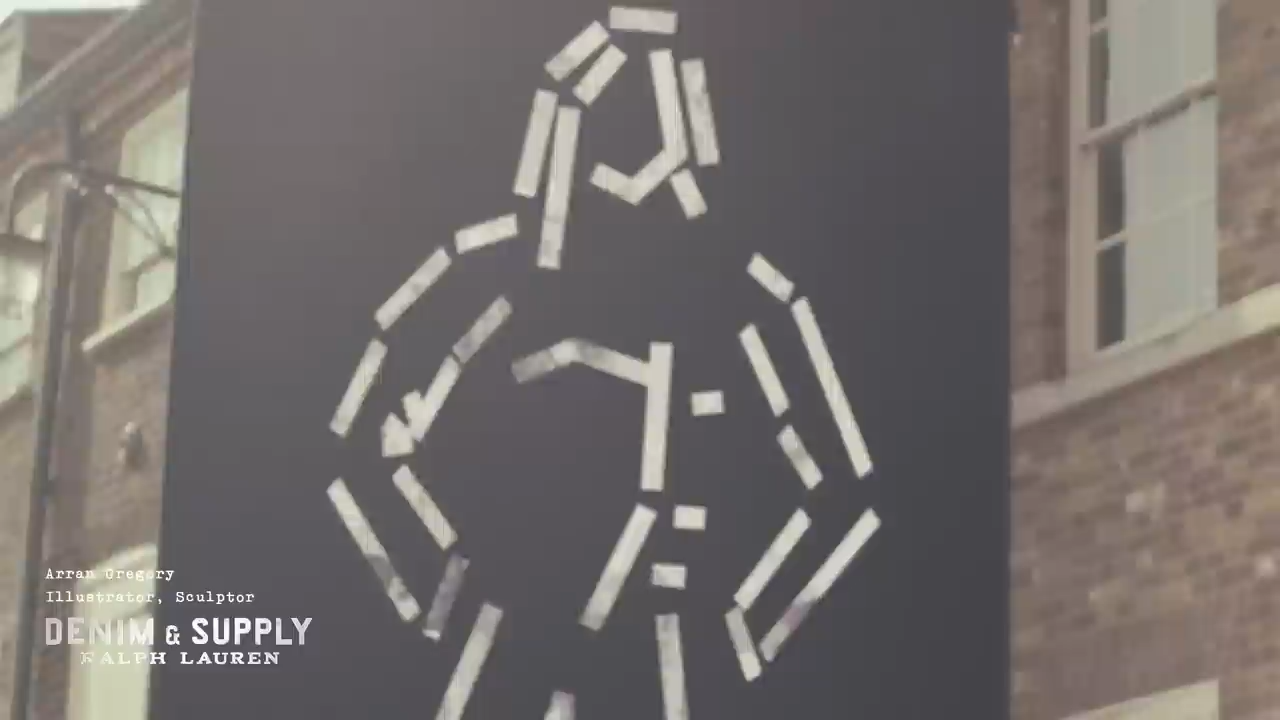 Arran Gregory
Illustrator, Sculptor
DENIM & SUPPLY
RALPH LAUREN